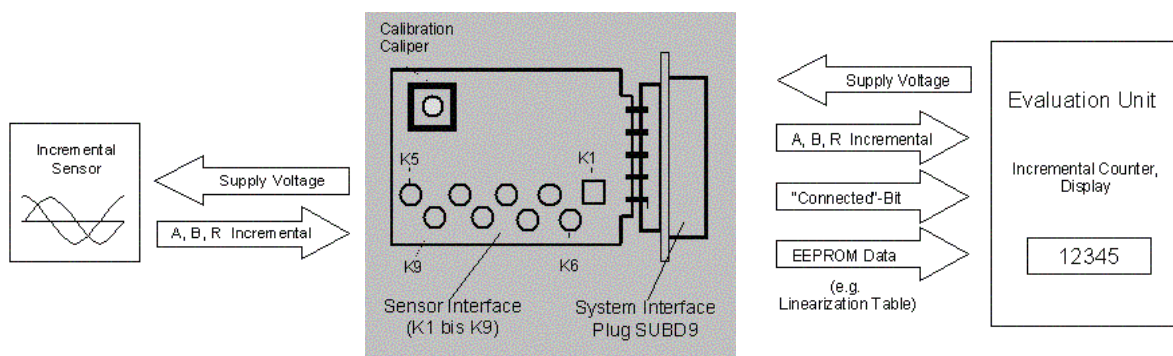 Incremental
Sensor
Supply Voltage
A, B, R Incremental
Calibration
Caliper
K5
K1
K9
K6
Sensor Interface
(K1 bis K9)
System Interface
Plug SUBD9
Supply Voltage
A, B, R Incremental
"Connected"-Bit
EEPROM Data
(e.g.
Linearization Table)
Evaluation Unit
Incremental Counter,
Display
12345